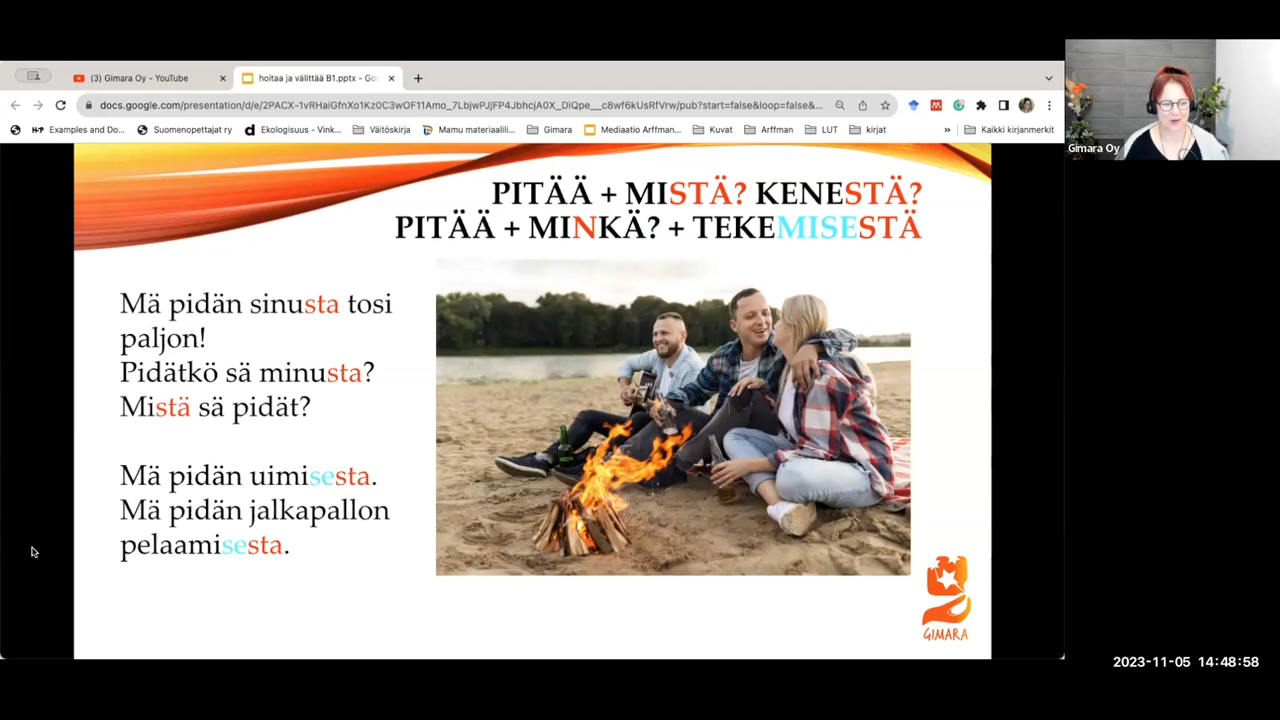 (3) Gimara Oy - YouTube
hoitaa ja välittää B1.pptx - Goo
docs.google.com/presentation/d/e/2PACX-1vRHaiGfnXo1Kz0C3wOF11Amo_7LbjwPJjFP4JbhcjA0X_DiQpe__c8wf6kUsRfVrw/pub?start=false&loop=false&...
Examples and Do...
Suomenopettajat ry
Ekologisuus - Vink...
Väitöskirja
Mamu materiaalili...
Gimara
Mediaatio Arffman...
Kuvat
Arffman
LUT
kirjat
»
Kaikki kirjanmerkit
Gimara Oy
PITÄÄ + MISTÄ? KENESTÄ?
PITÄÄ + MINKÄ? + TEKEMISESTÄ
Mä pidän sinusta tosi
paljon!
Pidätkö sä minusta?
Mistä sä pidät?
Mä pidän uimisesta.
Mä pidän jalkapallon
pelaamisesta.
GIMARA
2023-11-05 14:48:58